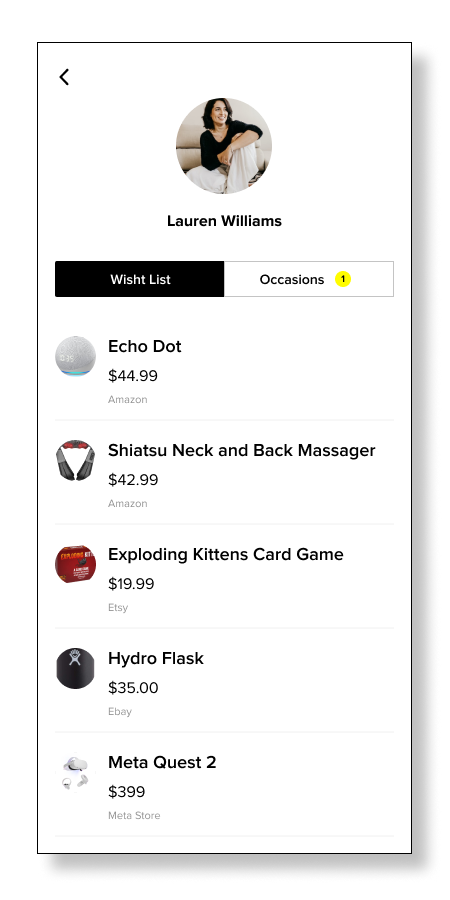 Lauren Williams
Wisht List
Occasions 1
Echo Dot
$44.99
Amazon
Shiatsu Neck and Back Massager
$42.99
Amazon
EXPLODING
Exploding Kittens Card Game
$19.99
Etsy
Hydro Flask
$35.00
Ebay
Meta Quest 2
$399
Meta Store